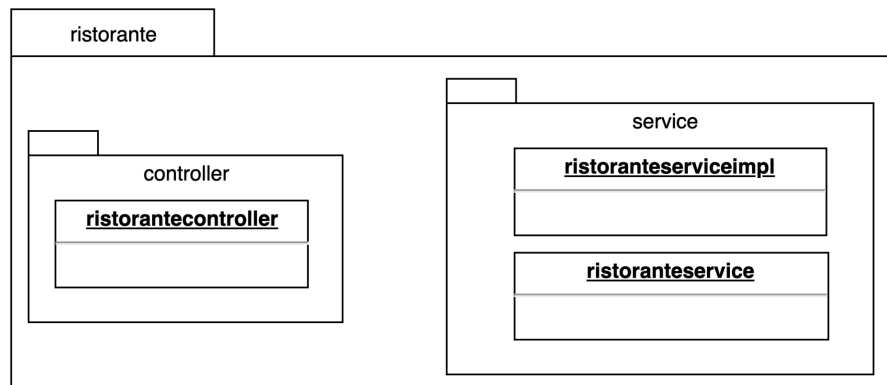 ristorante
controller
ristorantecontroller
service
ristoranteserviceimpl
ristoranteservice